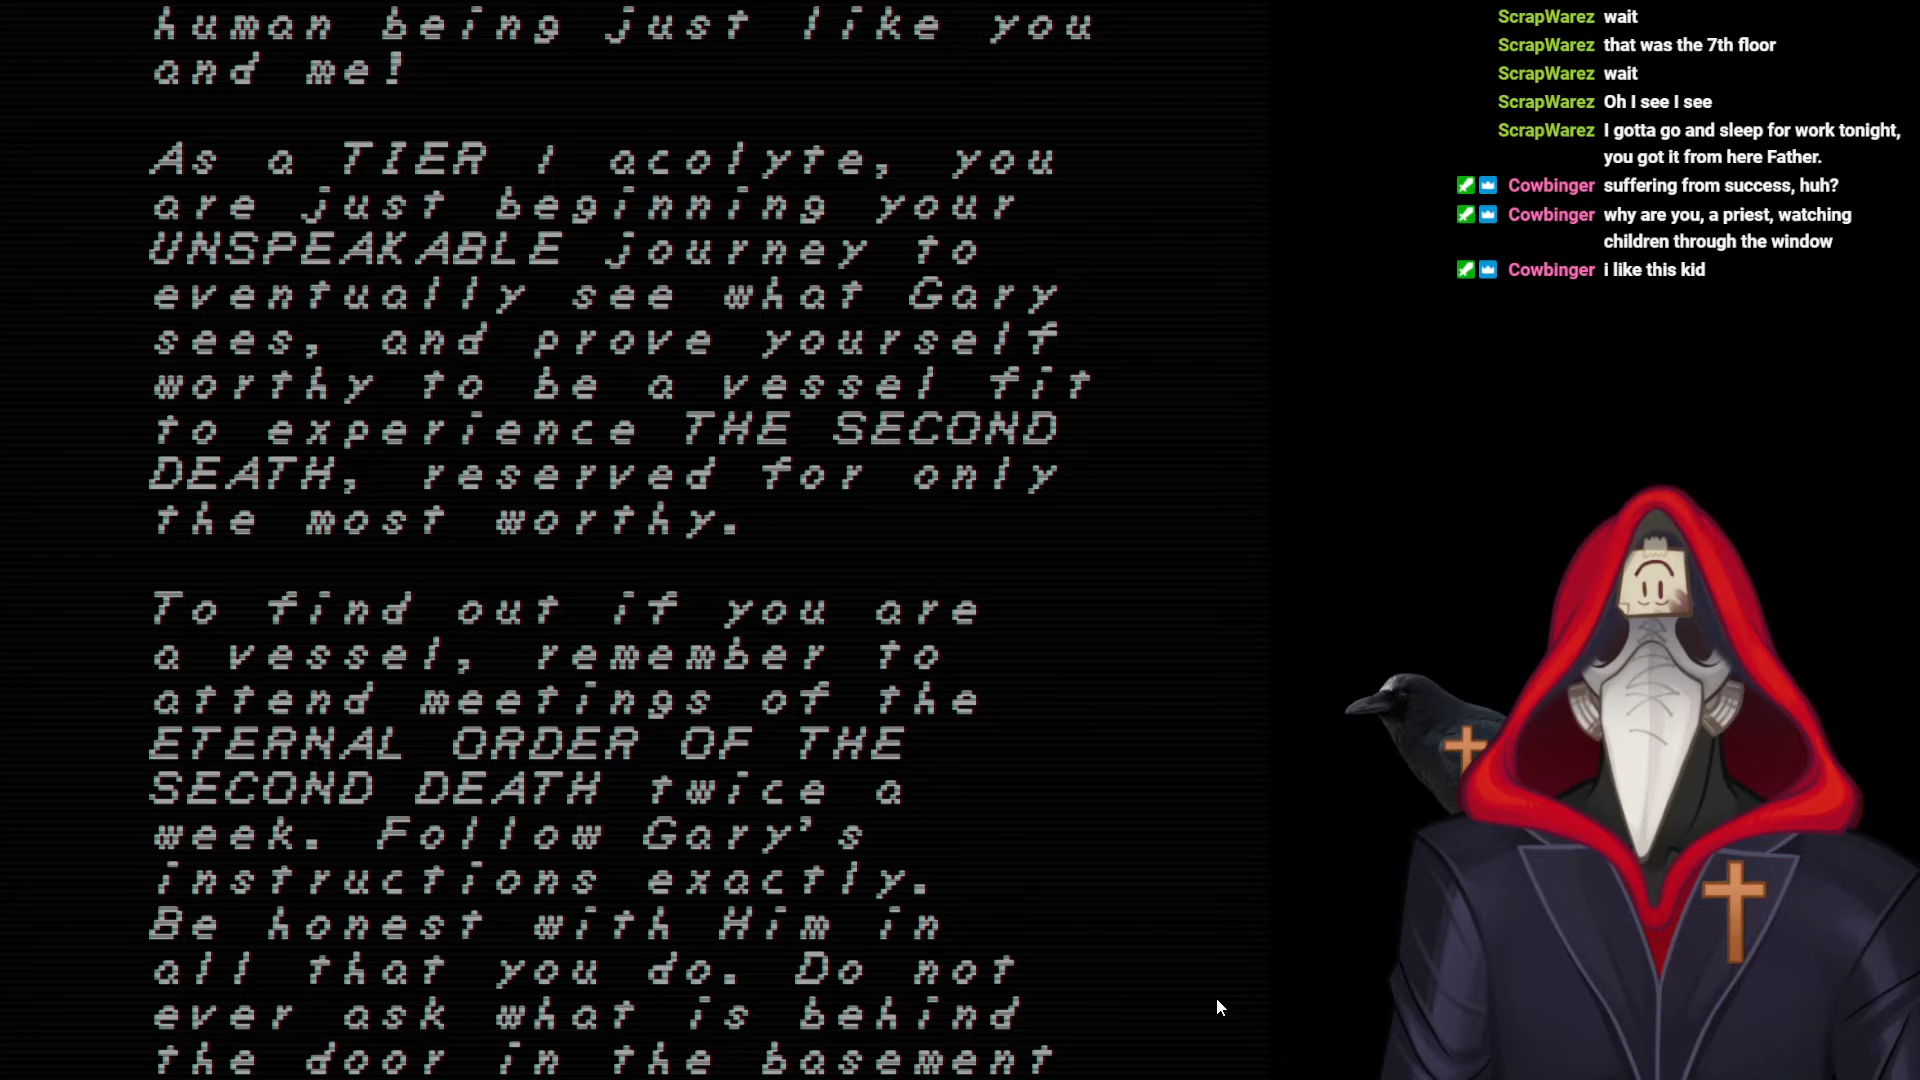 human being just like you
and me!
As a TIER 1 acolyte, you
are just beginning your
UNSPEAKABLE journey to
eventually see what Gary
sees, and prove yourself
worthy to be a vessel fit
to experience THE SECOND
DEATH, reserved for only
the most worthy.
To find out if you are
a vessel, remember to
attend meetings of the
ETERNAL ORDER OF THE
SECOND DEATH twice a
week. Follow Gary's
instructions exactly.
Be honest with Him in
all that you do. Do not
ever ask what is behind
the door in the basement
ScrapWarez wait
ScrapWarez that was the 7th floor
ScrapWarez wait
ScrapWarez Oh I see I see
ScrapWarez I gotta go and sleep for work tonight,
you got it from here Father.
Cowbinger suffering from success, huh?
Cowbinger why are you, a priest, watching
children through the window
Cowbinger i like this kid